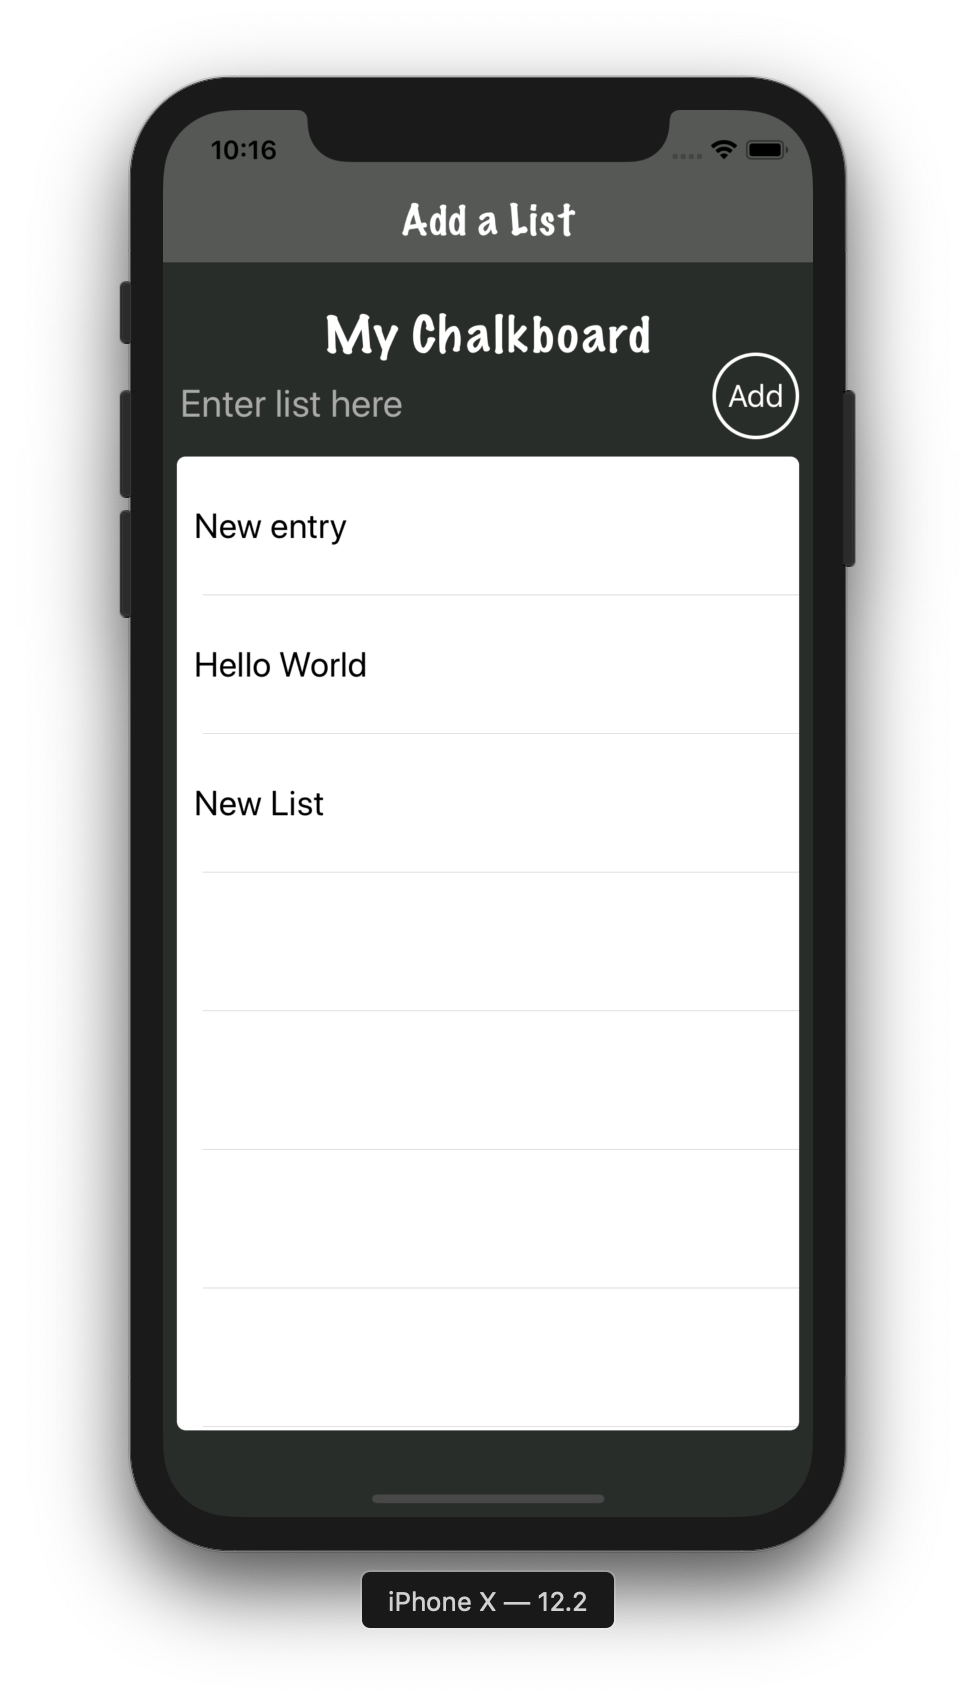 10:16
Add a List
My Chalkboard
Enter list here
Add
New entry
Hello World
New List
iPhone X — 12.2